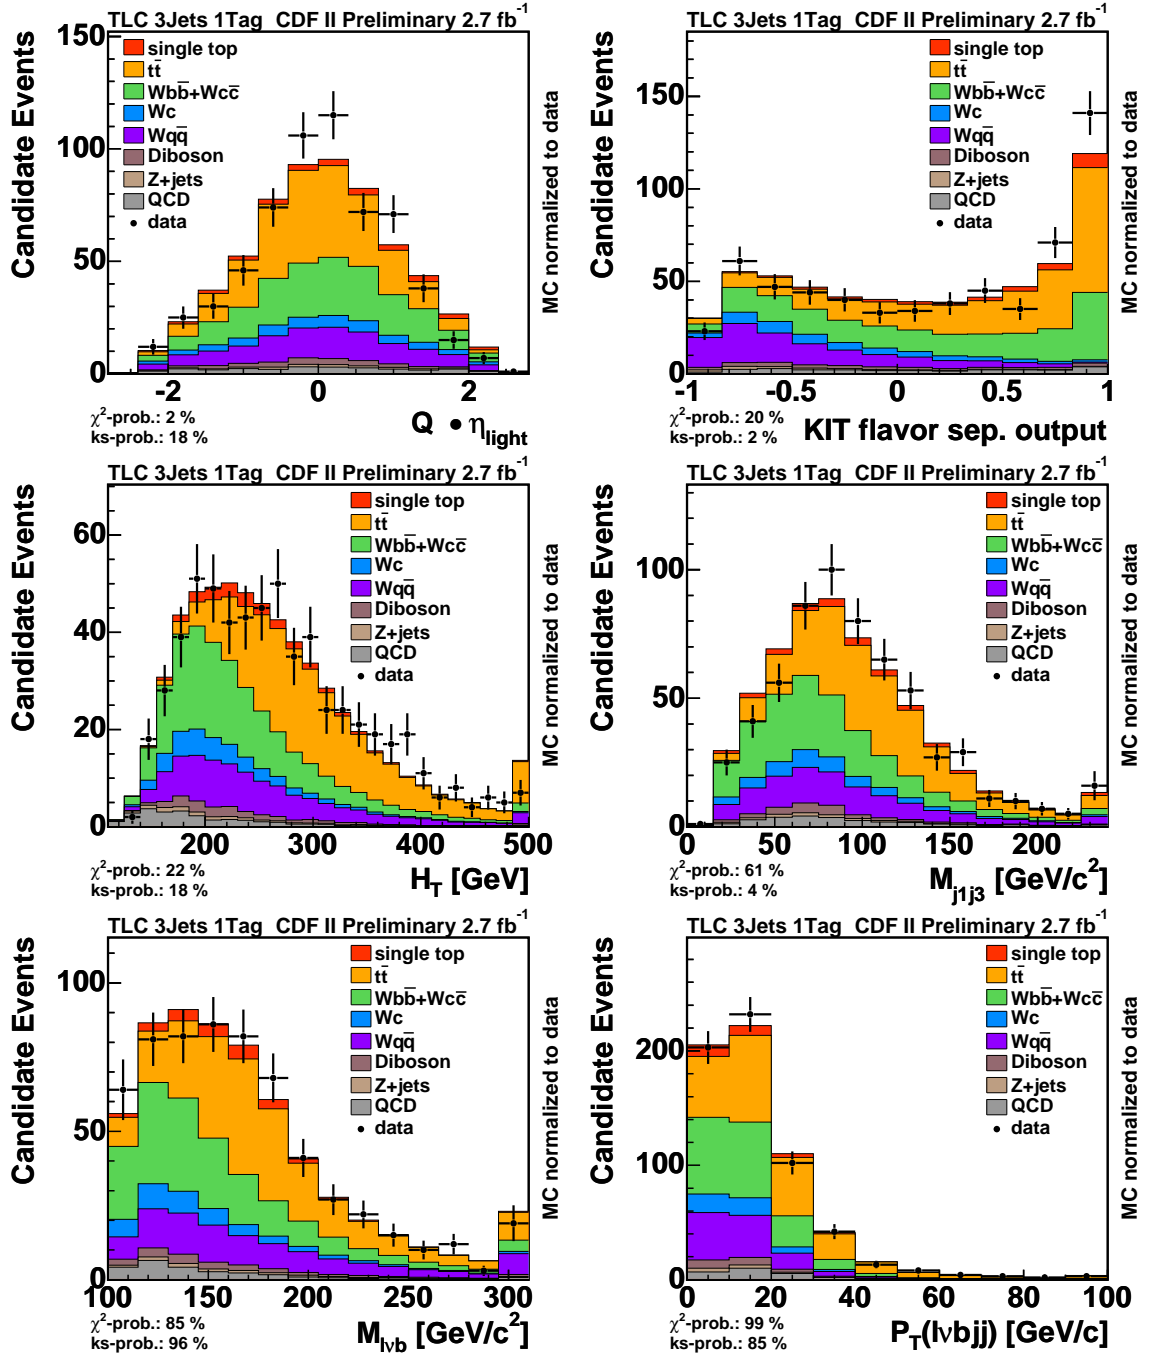 TLC 3Jets 1Tag CDF II Preliminary 2.7 fb⁻¹
Candidate Events
150
100
50
0
-2 0 2
single top
tt̄
Wbb̄+Wcc̄
Wc
Wqq̄
Diboson
Z+jets
QCD
data
MC normalized to data
χ²-prob.: 2 %
ks-prob.: 18 %
Q • η_light
TLC 3Jets 1Tag CDF II Preliminary 2.7 fb⁻¹
Candidate Events
150
100
50
0
-1 -0.5 0 0.5 1
single top
tt̄
Wbb̄+Wcc̄
Wc
Wqq̄
Diboson
Z+jets
QCD
data
MC normalized to data
χ²-prob.: 20 %
ks-prob.: 2 %
KIT flavor sep. output
TLC 3Jets 1Tag CDF II Preliminary 2.7 fb⁻¹
Candidate Events
60
40
20
0
200 300 400 500
single top
tt̄
Wbb̄+Wcc̄
Wc
Wqq̄
Diboson
Z+jets
QCD
data
MC normalized to data
χ²-prob.: 22 %
ks-prob.: 18 %
H_T [GeV]
TLC 3Jets 1Tag CDF II Preliminary 2.7 fb⁻¹
Candidate Events
100
50
0
0 50 100 150 200
single top
tt̄
Wbb̄+Wcc̄
Wc
Wqq̄
Diboson
Z+jets
QCD
data
MC normalized to data
χ²-prob.: 61 %
ks-prob.: 4 %
M_j1j3 [GeV/c²]
TLC 3Jets 1Tag CDF II Preliminary 2.7 fb⁻¹
Candidate Events
100
50
0
100 150 200 250 300
single top
tt̄
Wbb̄+Wcc̄
Wc
Wqq̄
Diboson
Z+jets
QCD
data
MC normalized to data
χ²-prob.: 85 %
ks-prob.: 96 %
M_lνb [GeV/c²]
TLC 3Jets 1Tag CDF II Preliminary 2.7 fb⁻¹
Candidate Events
200
100
0
0 20 40 60 80 100
single top
tt̄
Wbb̄+Wcc̄
Wc
Wqq̄
Diboson
Z+jets
QCD
data
MC normalized to data
χ²-prob.: 99 %
ks-prob.: 85 %
P_T(lνbjj) [GeV/c]